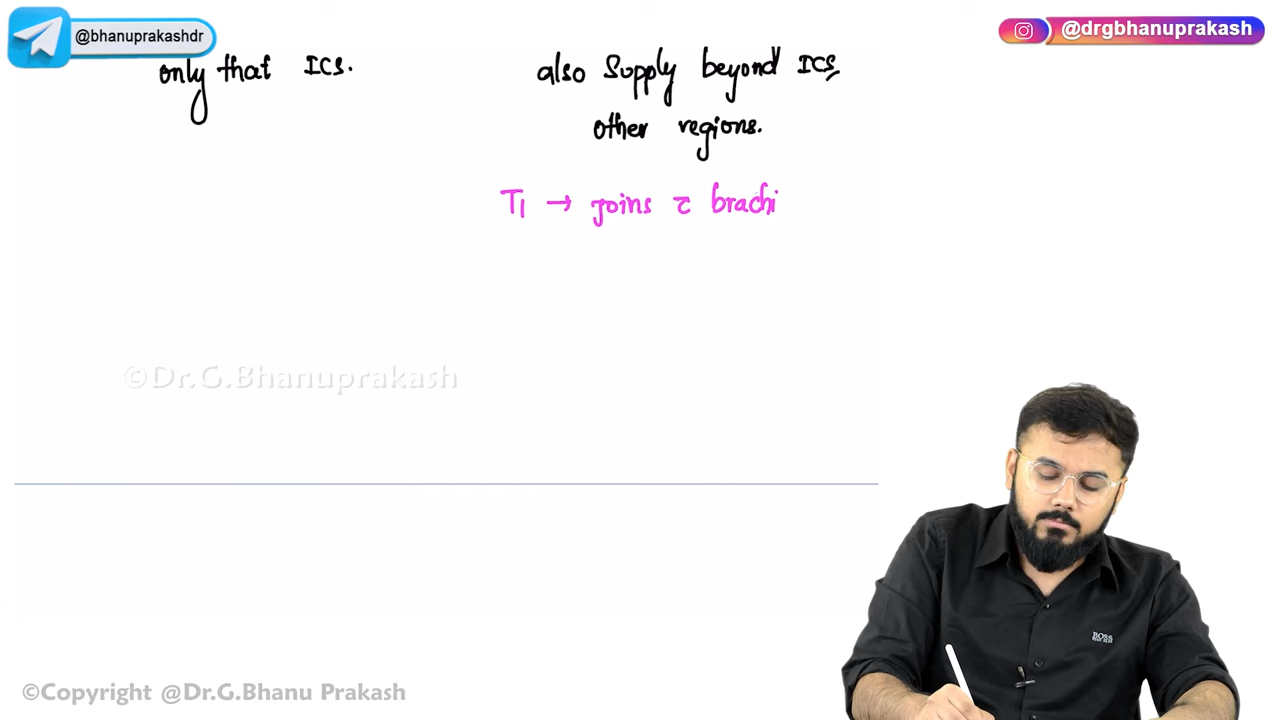 @bhanuprakashdr
@drgbhanuprakash
only that ICS.
also supply beyond ICS,
other regions.
T1 → joins c̄ brachi
©Dr.G.Bhanuprakash
BOSS
©Copyright @Dr.G.Bhanu Prakash